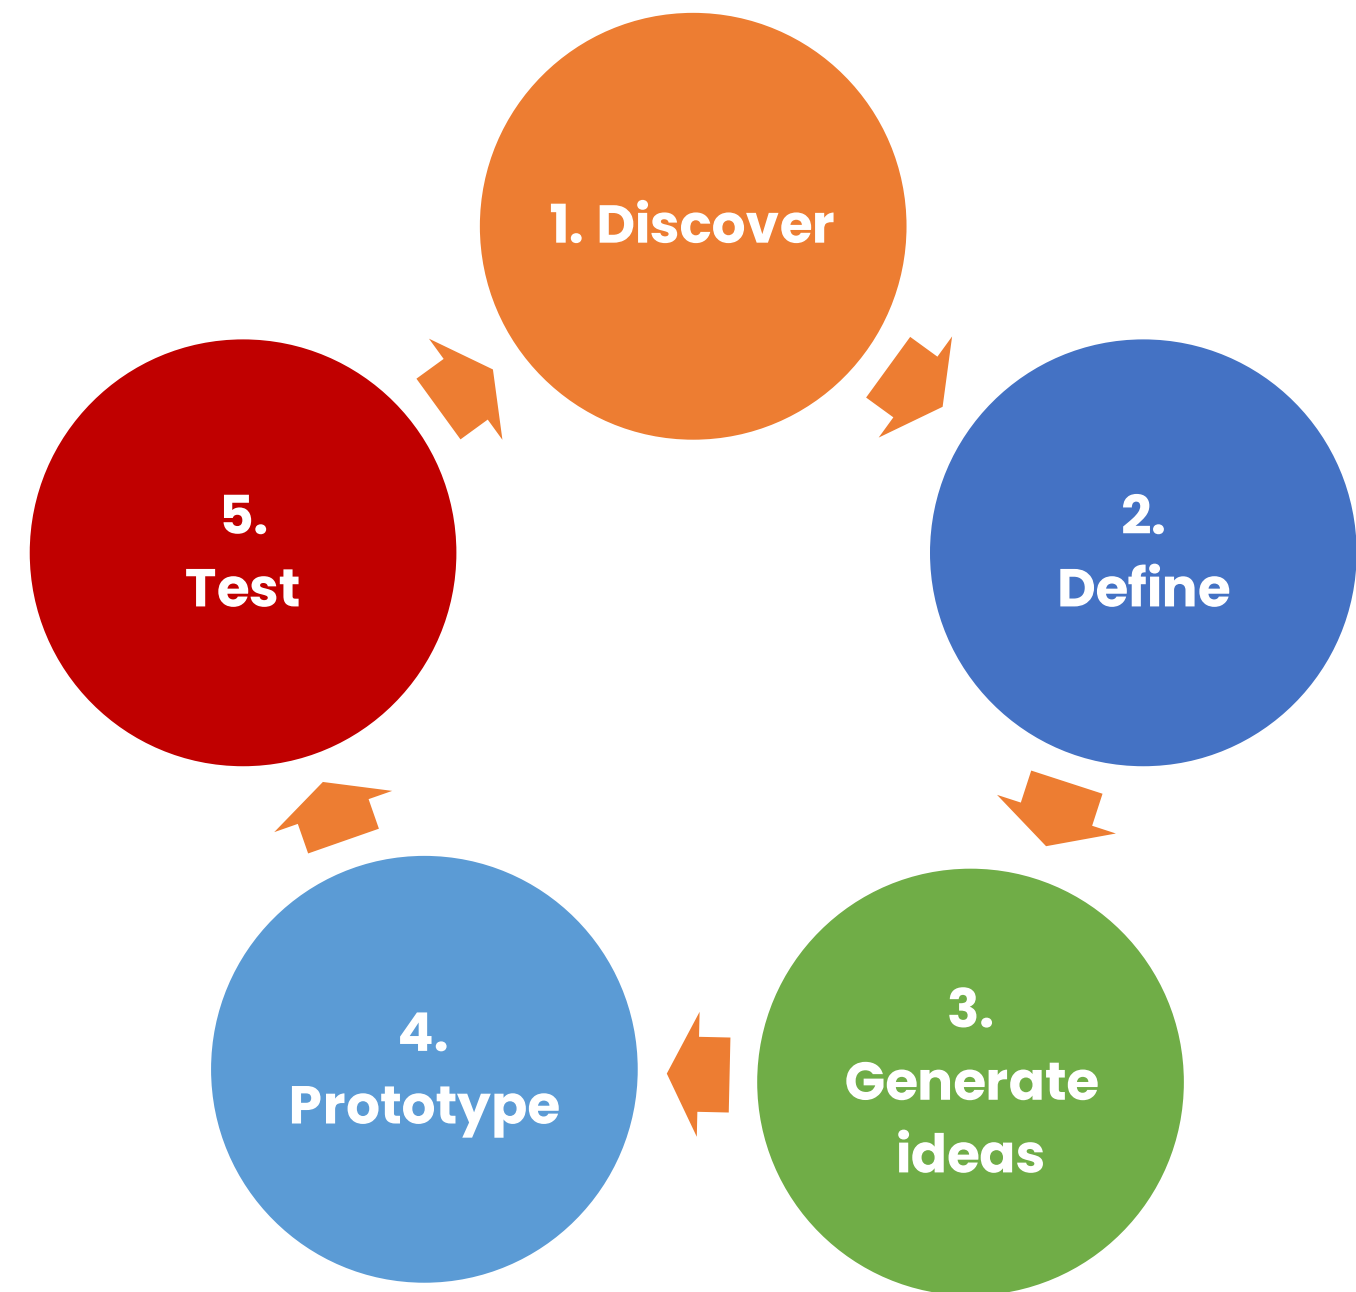 1. Discover
2.
Define
3.
Generate
ideas
4.
Prototype
5.
Test